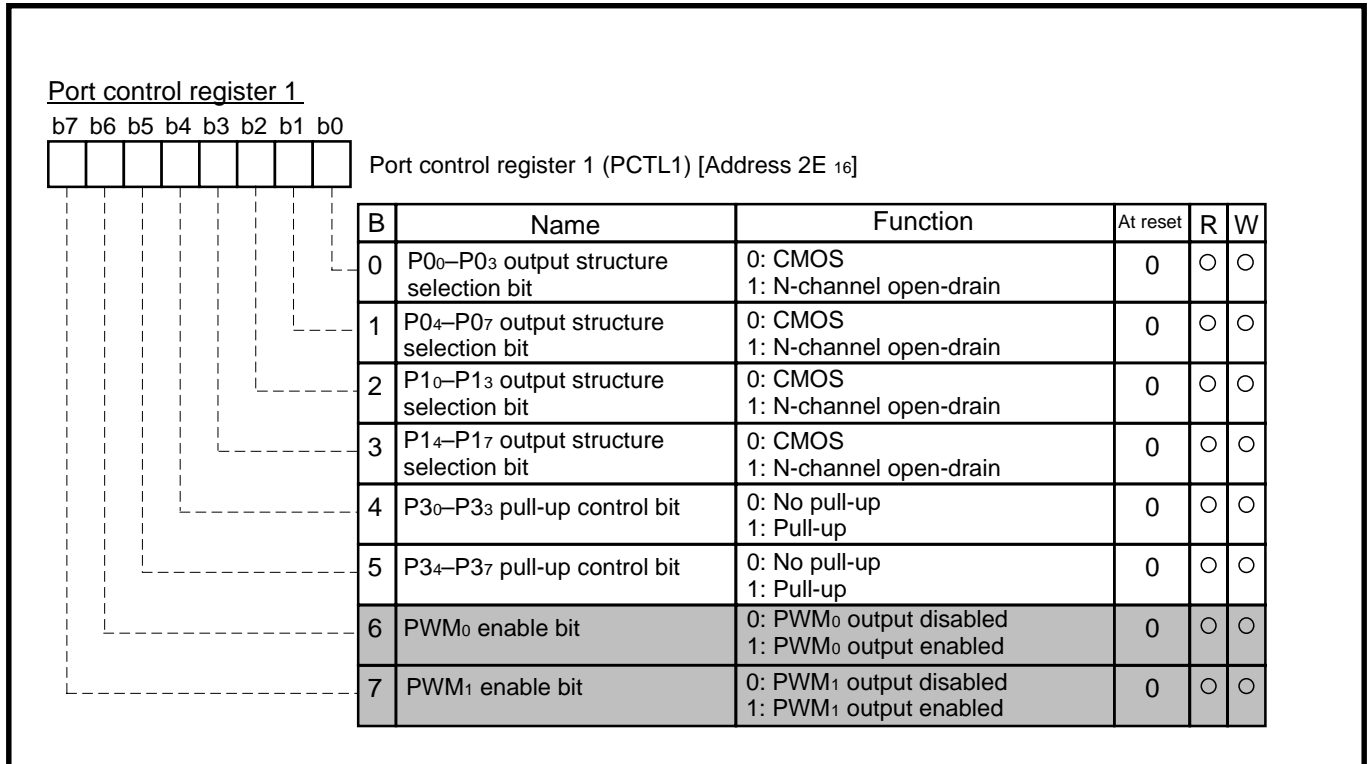 Port control register 1
b7 b6 b5 b4 b3 b2 b1 b0
Port control register 1 (PCTL1) [Address 2E 16]
B Name Function At reset R W
0 P00–P03 output structure selection bit 0: CMOS 1: N-channel open-drain 0 ○ ○
1 P04–P07 output structure selection bit 0: CMOS 1: N-channel open-drain 0 ○ ○
2 P10–P13 output structure selection bit 0: CMOS 1: N-channel open-drain 0 ○ ○
3 P14–P17 output structure selection bit 0: CMOS 1: N-channel open-drain 0 ○ ○
4 P30–P33 pull-up control bit 0: No pull-up 1: Pull-up 0 ○ ○
5 P34–P37 pull-up control bit 0: No pull-up 1: Pull-up 0 ○ ○
6 PWM0 enable bit 0: PWM0 output disabled 1: PWM0 output enabled 0 ○ ○
7 PWM1 enable bit 0: PWM1 output disabled 1: PWM1 output enabled 0 ○ ○